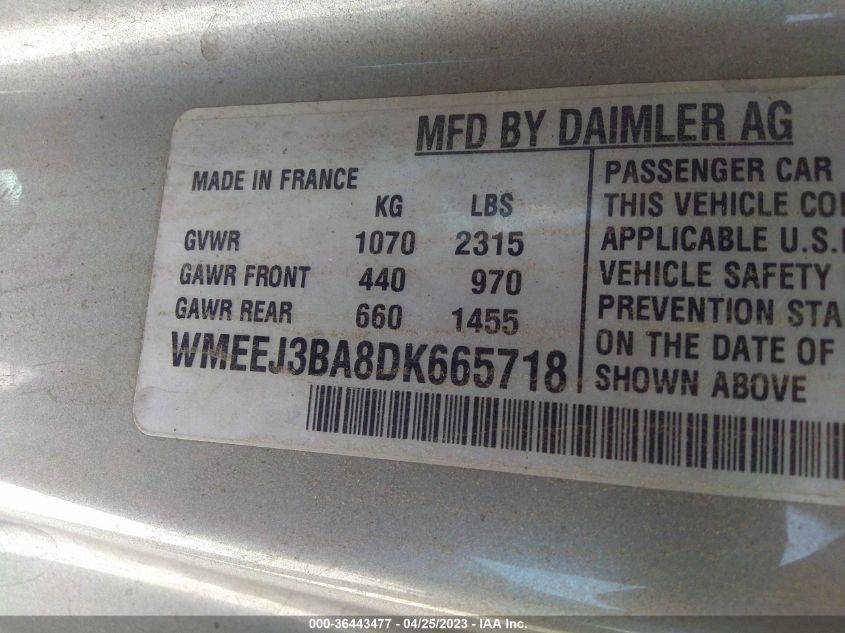 MFD BY DAIMLER AG
MADE IN FRANCE
KG LBS
GVWR 1070 2315
GAWR FRONT 440 970
GAWR REAR 660 1455
WMEEJ3BA8DK665718
PASSENGER CAR
THIS VEHICLE CO
APPLICABLE U.S.
VEHICLE SAFETY
PREVENTION STA
ON THE DATE OF
SHOWN ABOVE
000-36443477 - 04/25/2023 - IAA Inc.